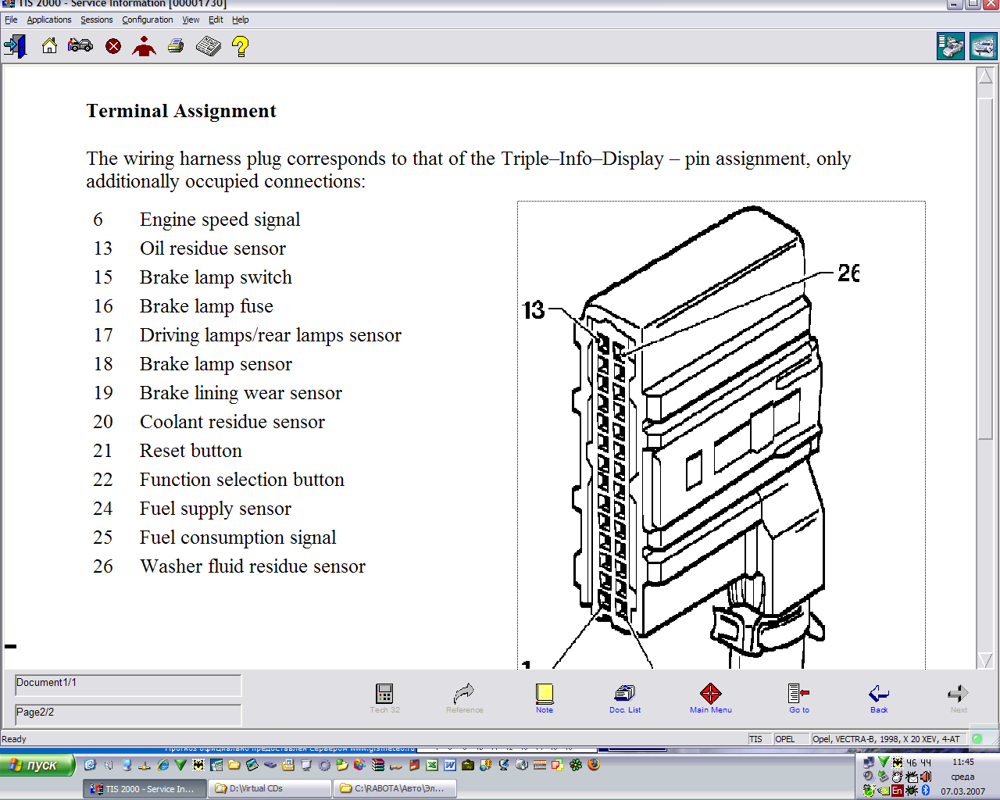 TIS 2000 - Service Information [00001730]
File Applications Sessions Configuration View Edit Help
Terminal Assignment
The wiring harness plug corresponds to that of the Triple–Info–Display – pin assignment, only
additionally occupied connections:
6 Engine speed signal
13 Oil residue sensor
15 Brake lamp switch
16 Brake lamp fuse
17 Driving lamps/rear lamps sensor
18 Brake lamp sensor
19 Brake lining wear sensor
20 Coolant residue sensor
21 Reset button
22 Function selection button
24 Fuel supply sensor
25 Fuel consumption signal
26 Washer fluid residue sensor
26
13
1
Document1/1
Page2/2
Tech 32 Reference Note Doc. List Main Menu Go to Back Next
Ready TIS OPEL Opel, VECTRA-B, 1998, X 20 XEV, 4-AT
Прогноз официально предоставлен Сервером www.gismeteo.ru
пуск
46 44 11:45
TIS 2000 - Service In... D:\Virtual CDs C:\RABOTA\Авто\Эл...
среда
En 07.03.2007